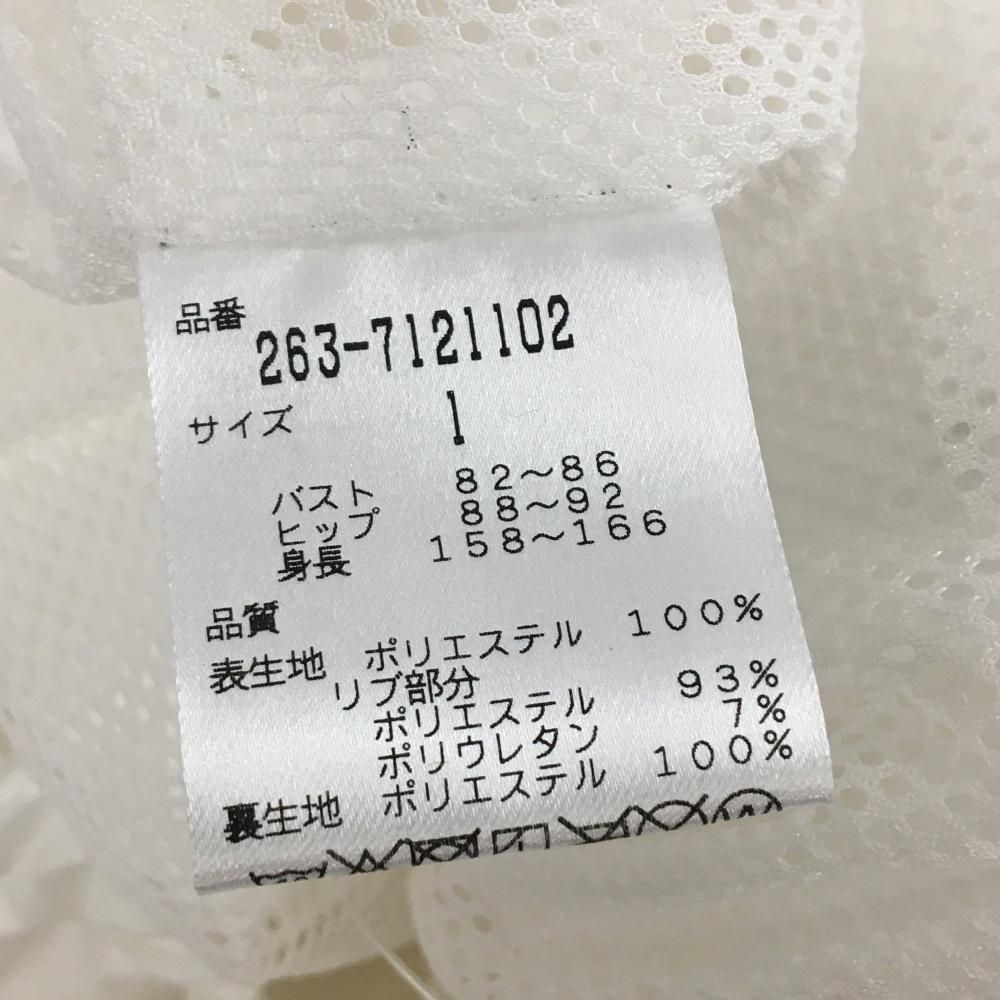 品番 263-7121102
サイズ 1
バスト 82～86
ヒップ 88～92
身長 158～166
品質
表生地 ポリエステル 100%
リブ部分
ポリエステル 93%
ポリウレタン 7%
裏生地 ポリエステル 100%